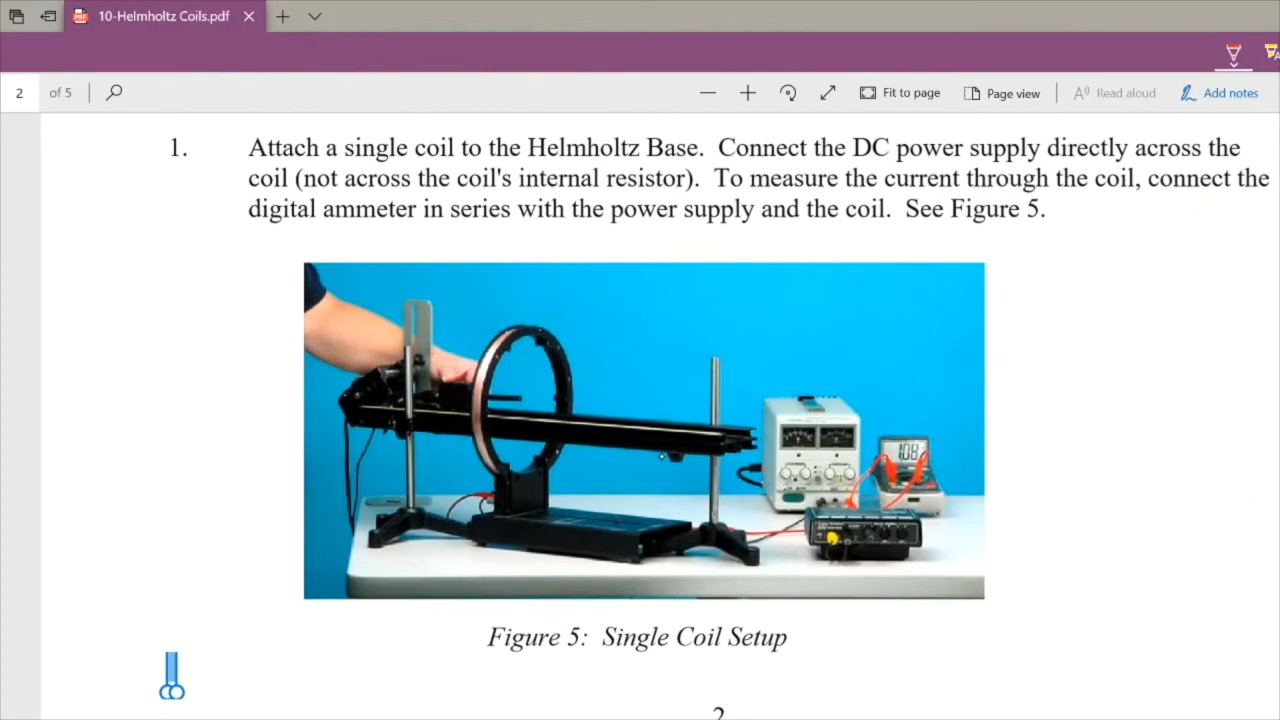 10-Helmholtz Coils.pdf
2 of 5
Fit to page
Page view
Read aloud
Add notes
1. Attach a single coil to the Helmholtz Base. Connect the DC power supply directly across the
coil (not across the coil's internal resistor). To measure the current through the coil, connect the
digital ammeter in series with the power supply and the coil. See Figure 5.
1.08
Figure 5: Single Coil Setup
2